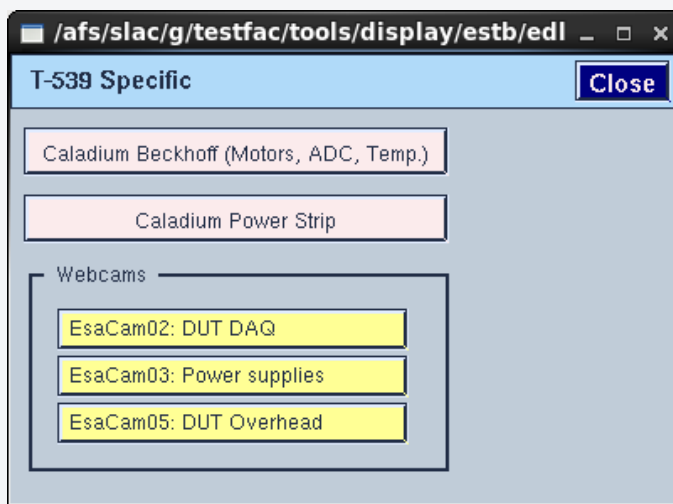 /afs/slac/g/testfac/tools/display/estb/edl
T-539 Specific
Close
Caladium Beckhoff (Motors, ADC, Temp.)
Caladium Power Strip
Webcams
EsaCam02: DUT DAQ
EsaCam03: Power supplies
EsaCam05: DUT Overhead